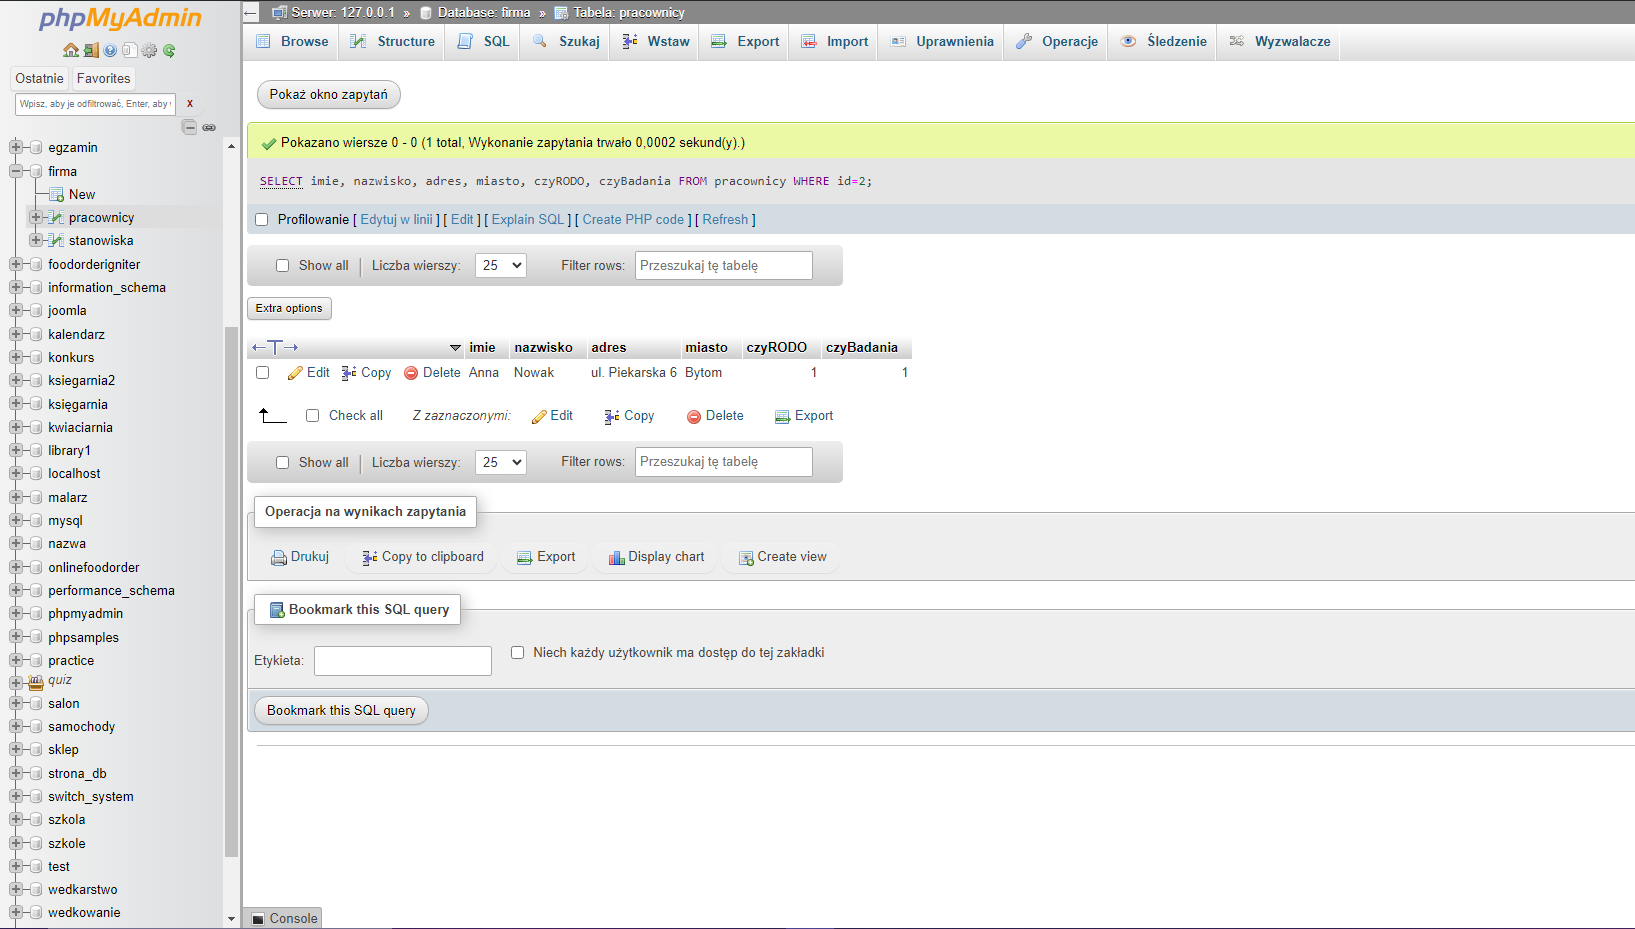 phpMyAdmin
Ostatnie Favorites
Wpisz, aby je odfiltrować, Enter, aby X
egzamin
firma
New
pracownicy
stanowiska
foodorderigniter
information_schema
joomla
kalendarz
konkurs
ksiegarnia2
księgarnia
kwiaciarnia
library1
localhost
malarz
mysql
nazwa
onlinefoodorder
performance_schema
phpmyadmin
phpsamples
practice
quiz
salon
samochody
sklep
strona_db
switch_system
szkola
szkole
test
wedkarstwo
wedkowanie
← Serwer: 127.0.0.1 » Database: firma » Tabela: pracownicy
Browse Structure SQL Szukaj Wstaw Export Import Uprawnienia Operacje Śledzenie Wyzwalacze
Pokaż okno zapytań
Pokazano wiersze 0 - 0 (1 total, Wykonanie zapytania trwało 0,0002 sekund(y).)
SELECT imie, nazwisko, adres, miasto, czyRODO, czyBadania FROM pracownicy WHERE id=2;
Profilowanie [ Edytuj w linii ] [ Edit ] [ Explain SQL ] [ Create PHP code ] [ Refresh ]
Show all | Liczba wierszy: 25 Filter rows: Przeszukaj tę tabelę
Extra options
←T→ imie nazwisko adres miasto czyRODO czyBadania
Edit Copy Delete Anna Nowak ul. Piekarska 6 Bytom 1 1
Check all Z zaznaczonymi: Edit Copy Delete Export
Show all | Liczba wierszy: 25 Filter rows: Przeszukaj tę tabelę
Operacja na wynikach zapytania
Drukuj Copy to clipboard Export Display chart Create view
Bookmark this SQL query
Etykieta: Niech każdy użytkownik ma dostęp do tej zakładki
Bookmark this SQL query
Console